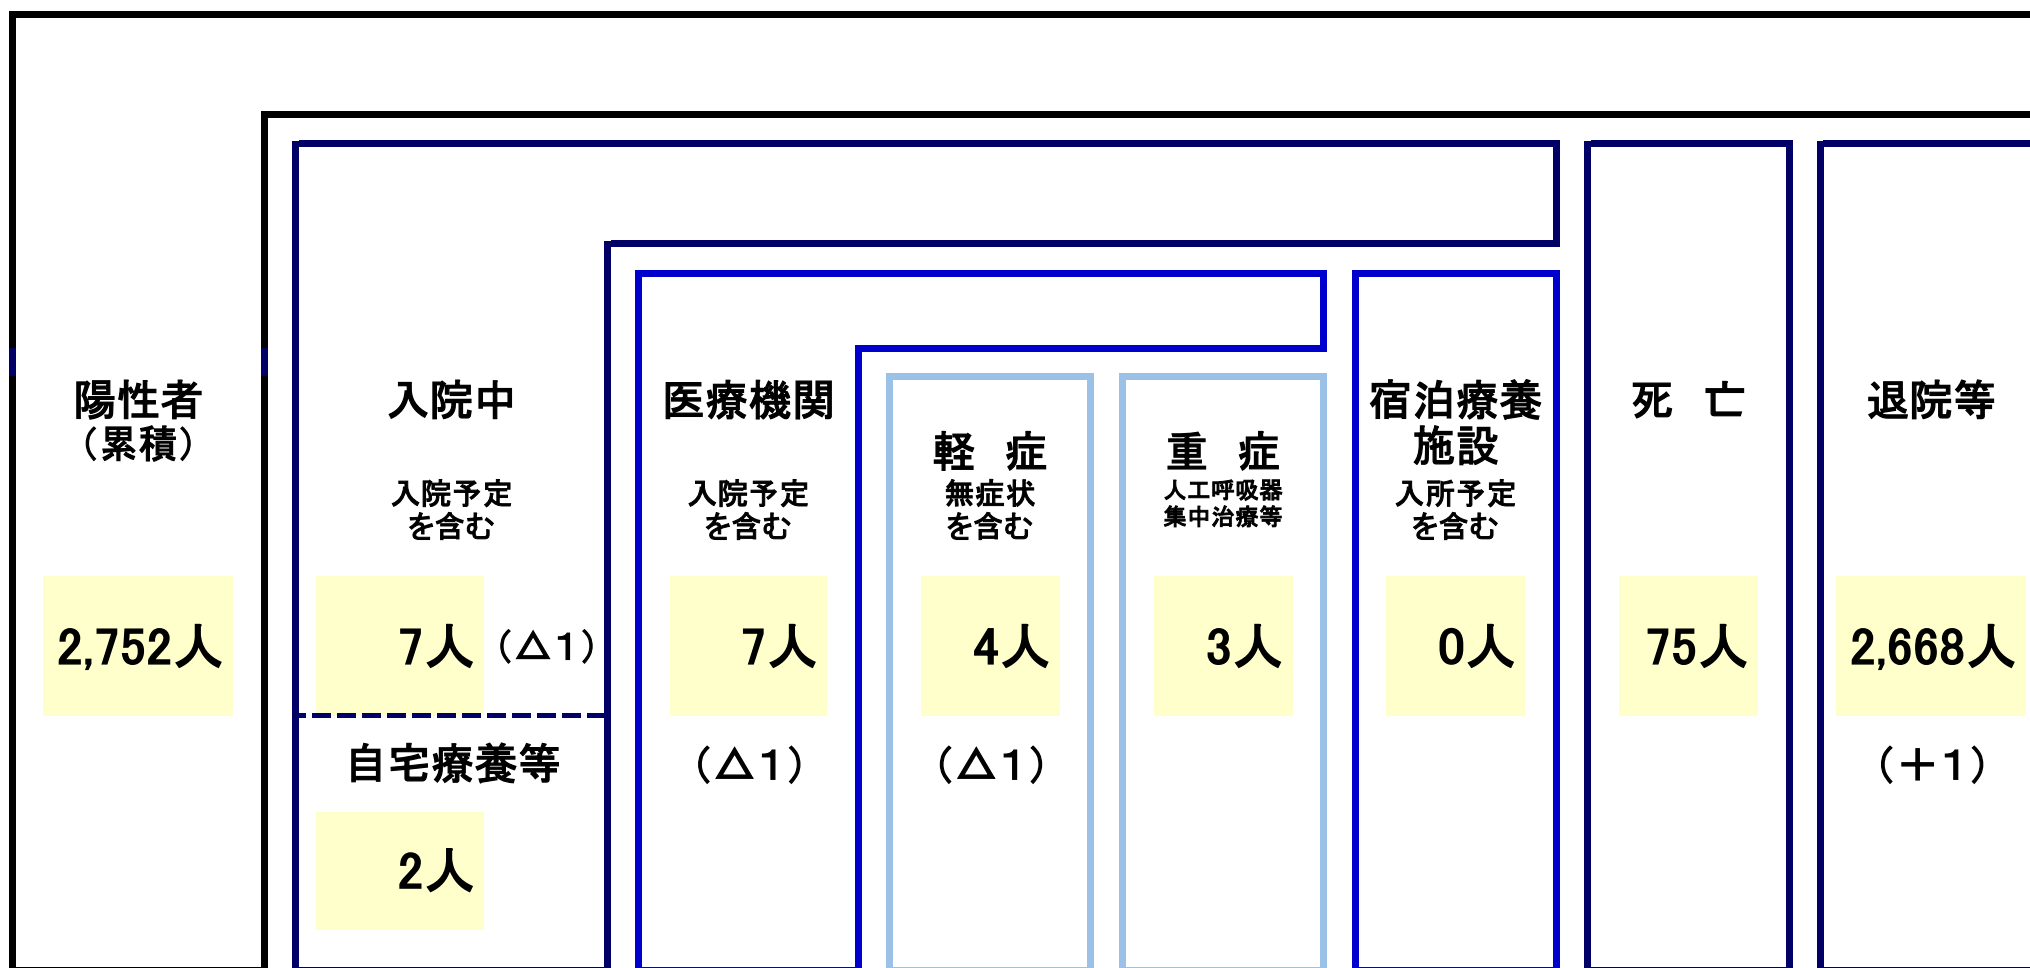 陽性者
（累積）
2,752人
入院中
入院予定
を含む
7人（△1）
自宅療養等
2人
医療機関
入院予定
を含む
7人
（△1）
軽 症
無症状
を含む
4人
（△1）
重 症
人工呼吸器
集中治療等
3人
宿泊療養
施設
入所予定
を含む
0人
死 亡
75人
退院等
2,668人
（＋1）